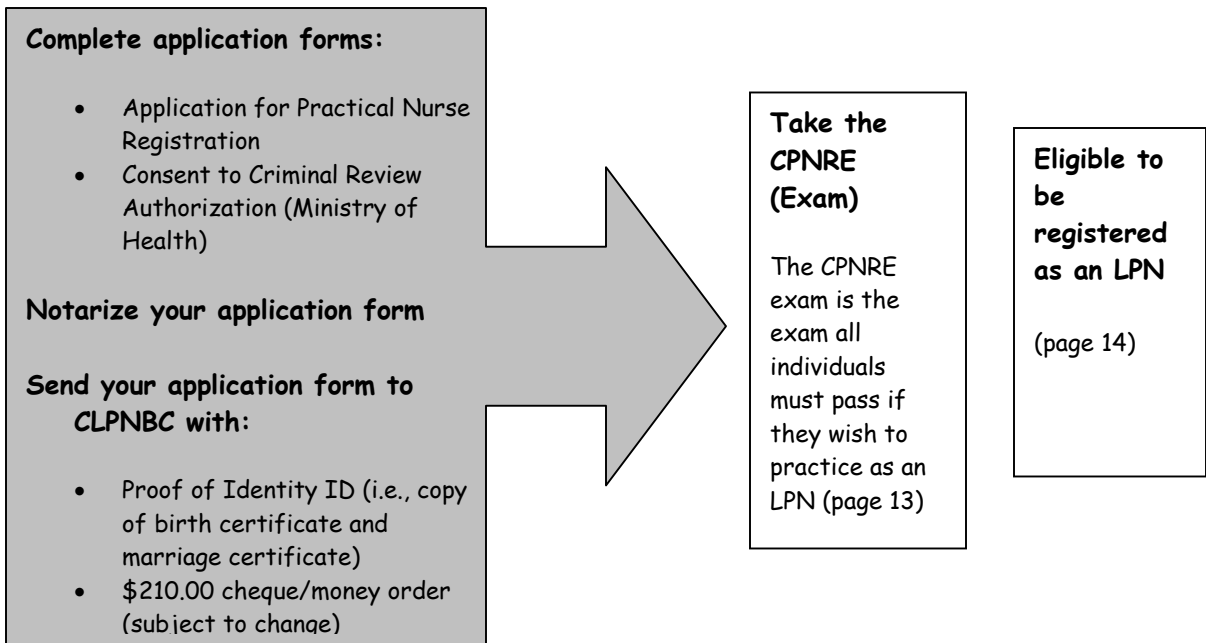 Complete application forms:
• Application for Practical Nurse
Registration
• Consent to Criminal Review
Authorization (Ministry of
Health)
Notarize your application form
Send your application form to
CLPNBC with:
• Proof of Identity ID (i.e., copy
of birth certificate and
marriage certificate)
• $210.00 cheque/money order
(subject to change)
Take the
CPNRE
(Exam)
The CPNRE
exam is the
exam all
individuals
must pass if
they wish to
practice as an
LPN (page 13)
Eligible to
be
registered
as an LPN
(page 14)